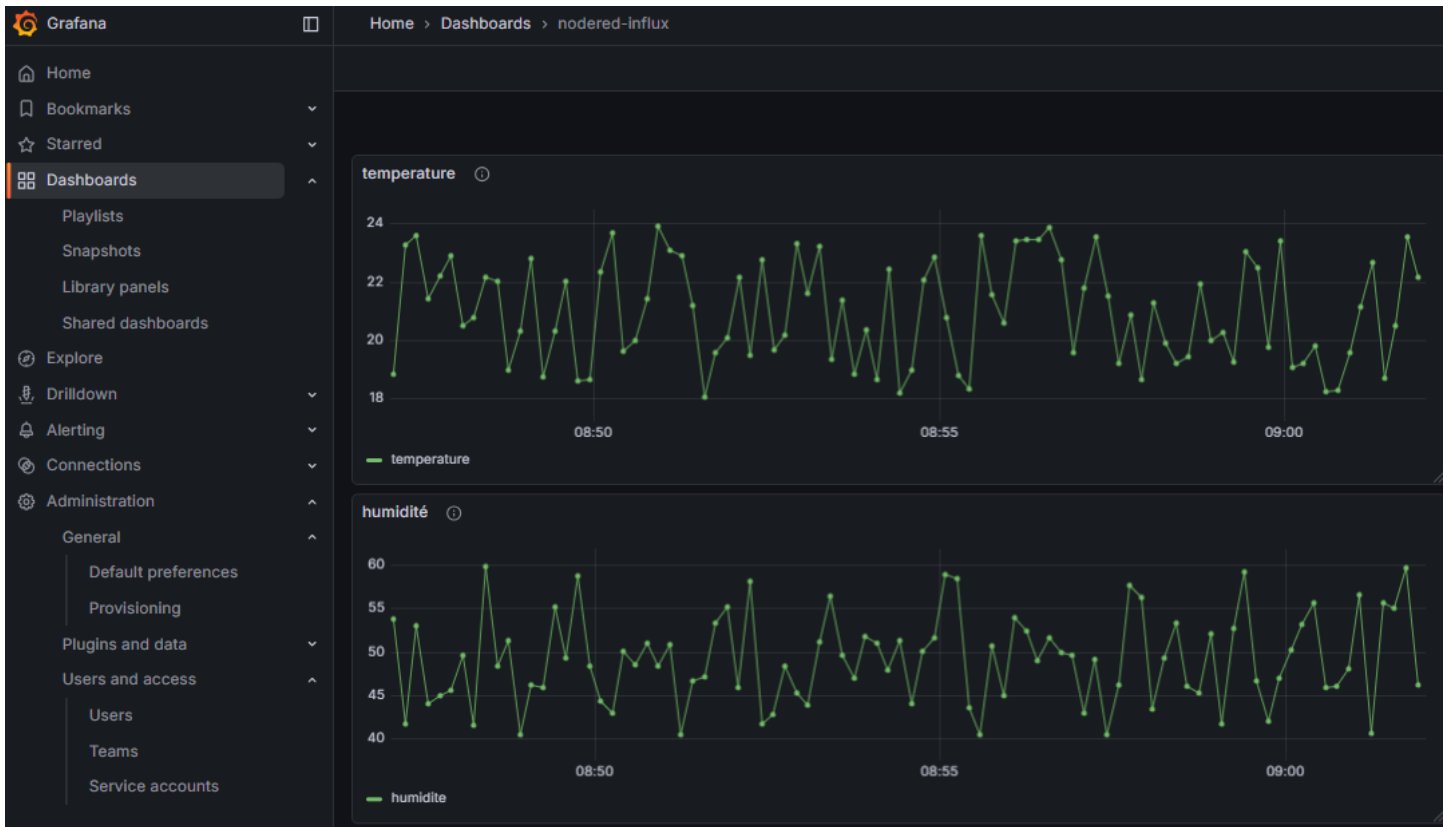 Grafana
Home › Dashboards › nodered-influx
Home
Bookmarks
Starred
Dashboards
Playlists
Snapshots
Library panels
Shared dashboards
Explore
Drilldown
Alerting
Connections
Administration
General
Default preferences
Provisioning
Plugins and data
Users and access
Users
Teams
Service accounts
temperature
24
22
20
18
08:50 08:55 09:00
temperature
humidité
60
55
50
45
40
08:50 08:55 09:00
humidite